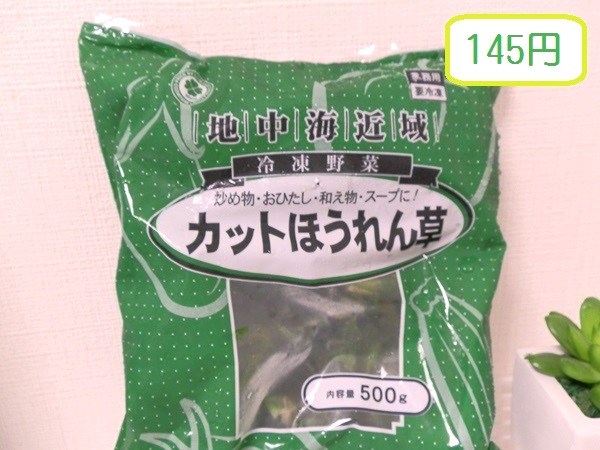 145円
業務用
要冷凍
地中海近域
冷凍野菜
炒め物・おひたし・和え物・スープに!
カットほうれん草
内容量 500g